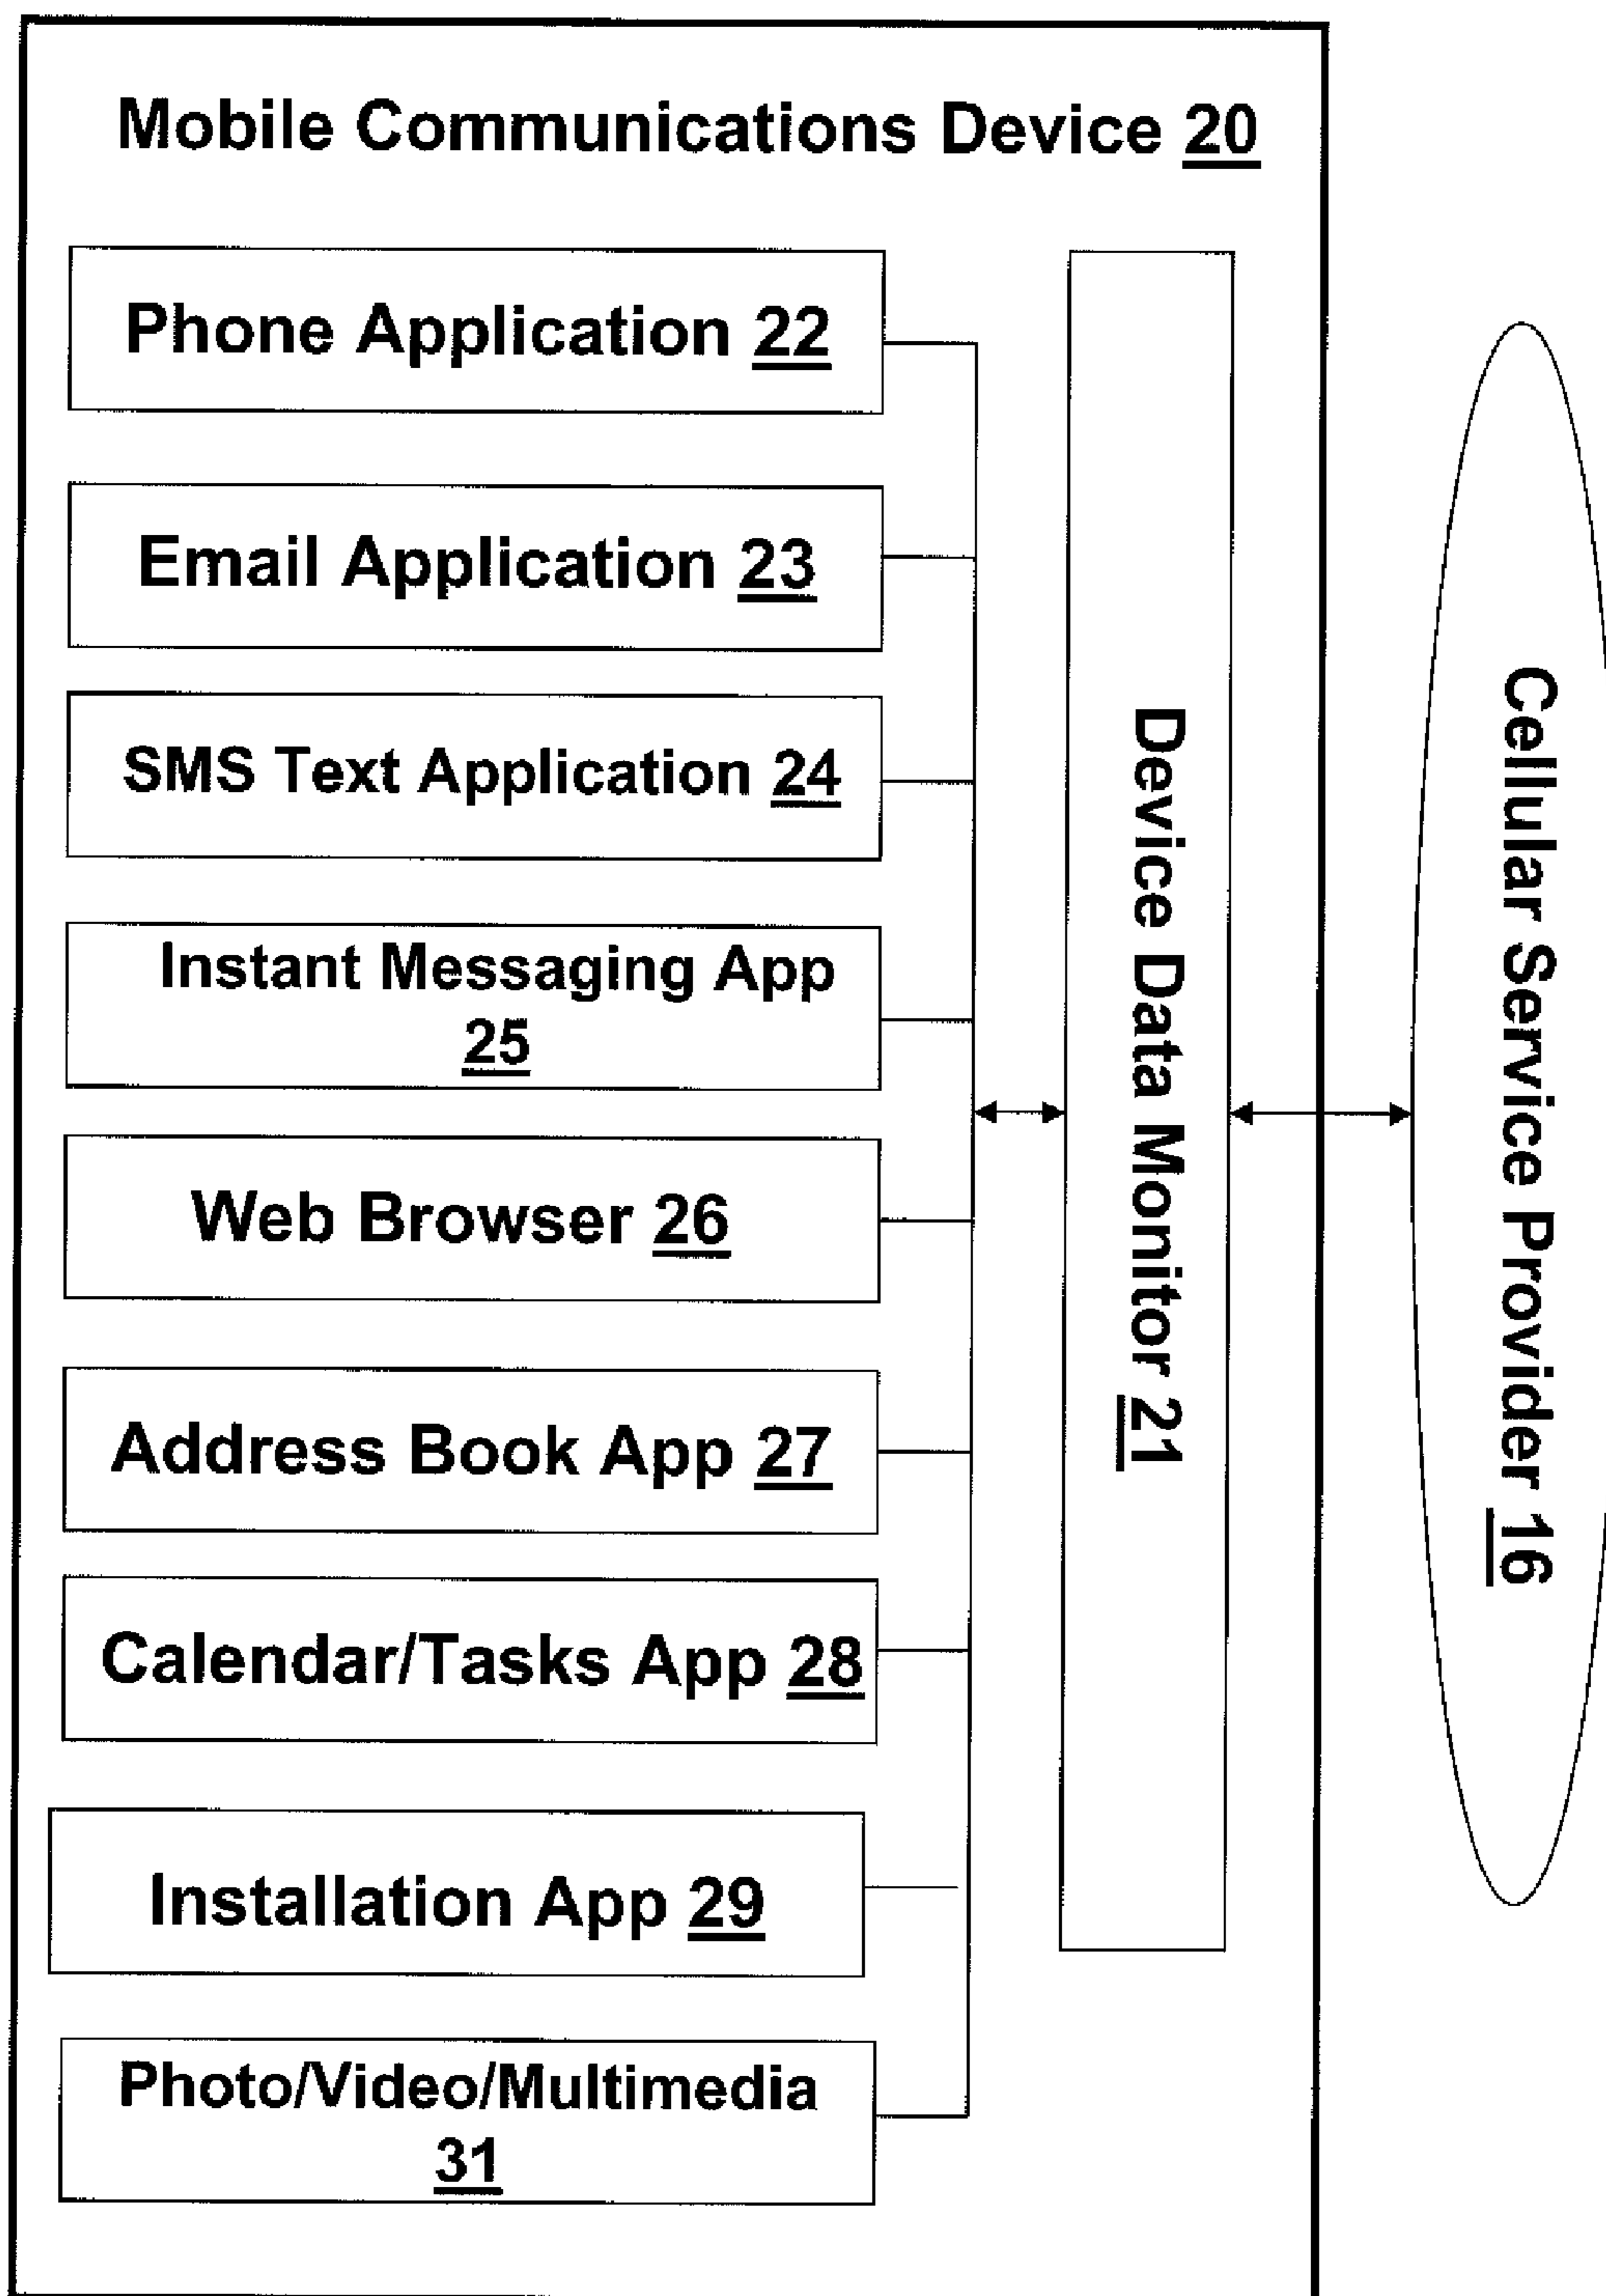 Mobile Communications Device 20
Phone Application 22
Email Application 23
SMS Text Application 24
Instant Messaging App
25
Web Browser 26
Address Book App 27
Calendar/Tasks App 28
Installation App 29
Photo/Video/Multimedia
31
Device Data Monitor 21
Cellular Service Provider 16